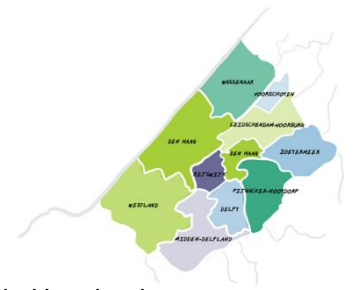 WASSENAAR
VOORSCHOTEN
LEIDSCHENDAM-VOORBURG
DEN HAAG
DEN HAAG
ZOETERMEER
RIJSWIJK
PIJNACKER-NOOTDORP
WESTLAND
DELFT
MIDDEN-DELFLAND